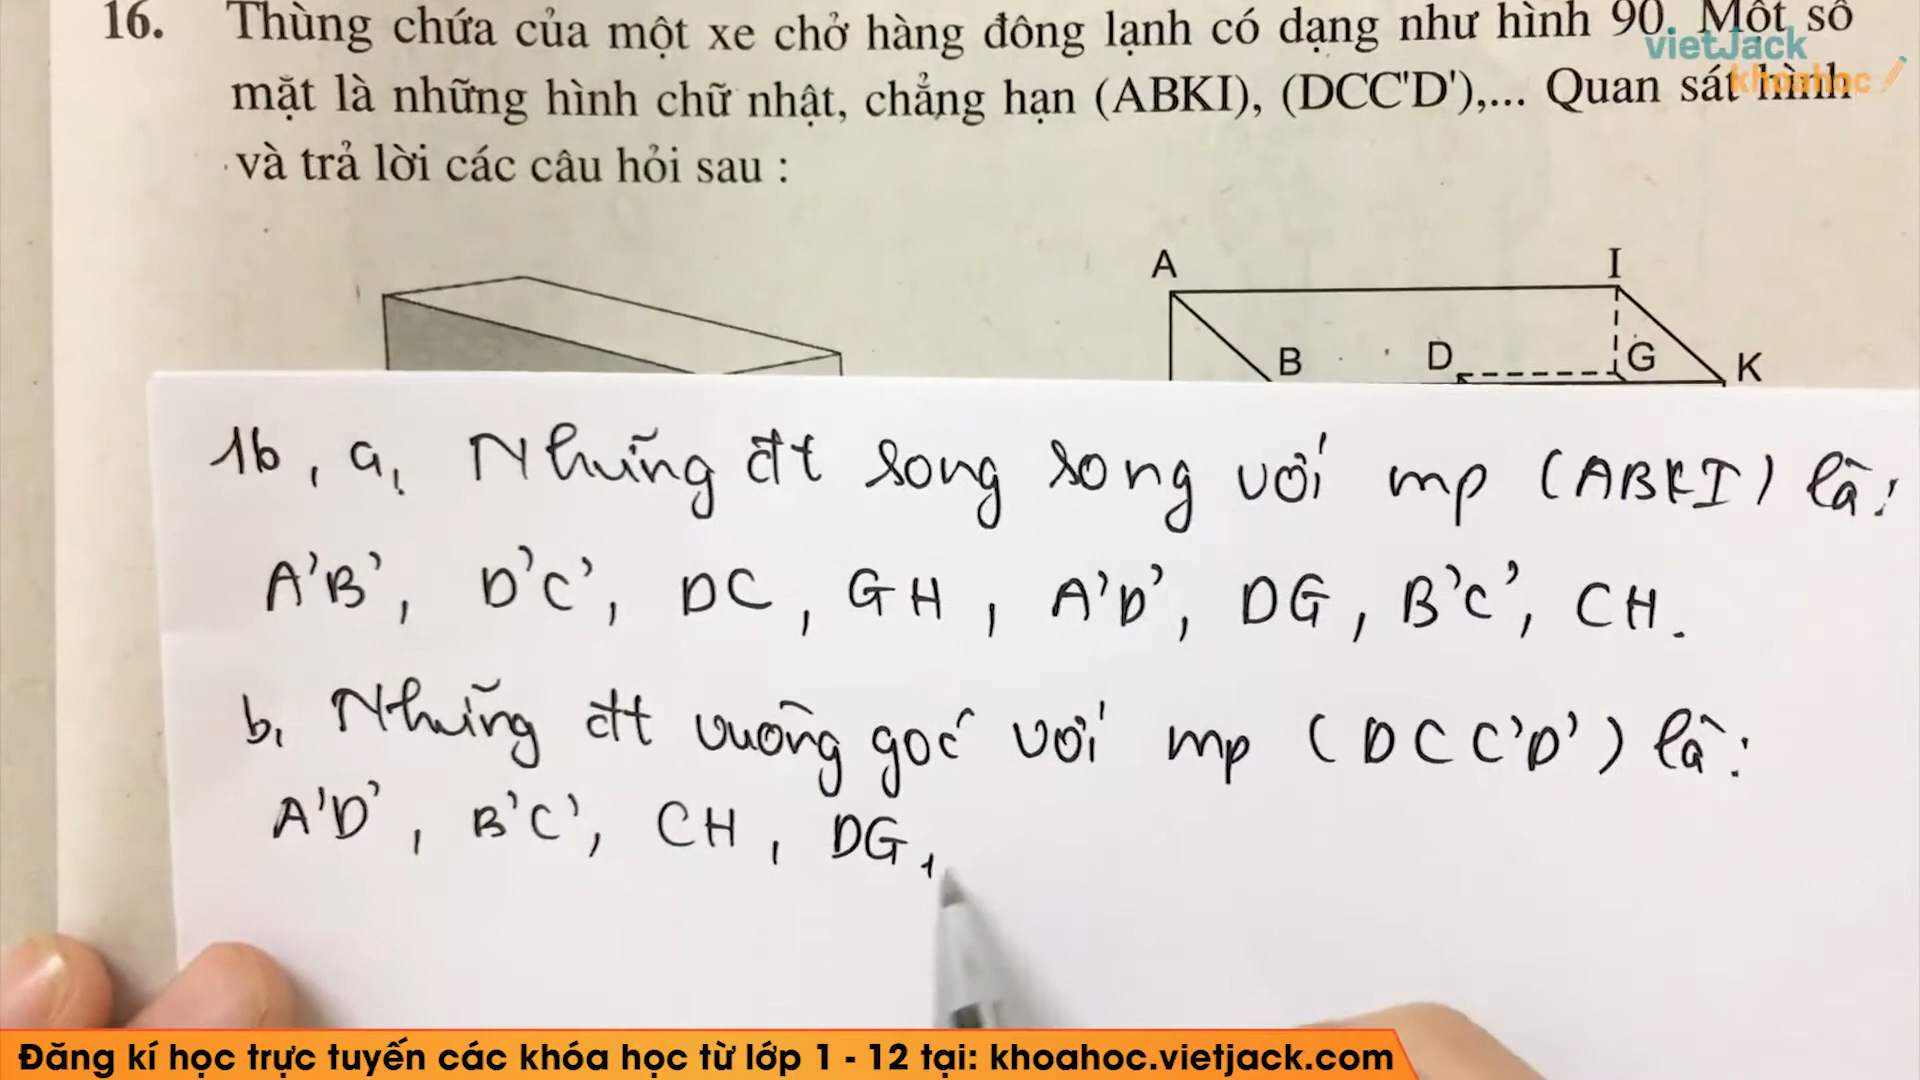 16. Thùng chứa của một xe chở hàng đông lạnh có dạng như hình 90. Một số
mặt là những hình chữ nhật, chẳng hạn (ABKI), (DCC'D'),... Quan sát hình
và trả lời các câu hỏi sau :
vietJack
khoahoc
A
I
B
D
G
K
16, a, Những đt song song với mp (ABKI) là:
A'B', D'C', DC, GH, A'D', DG, B'C', CH.
b, Những đt vuông góc với mp (DCC'D') là:
A'D', B'C', CH, DG,
Đăng kí học trực tuyến các khóa học từ lớp 1 - 12 tại: khoahoc.vietjack.com